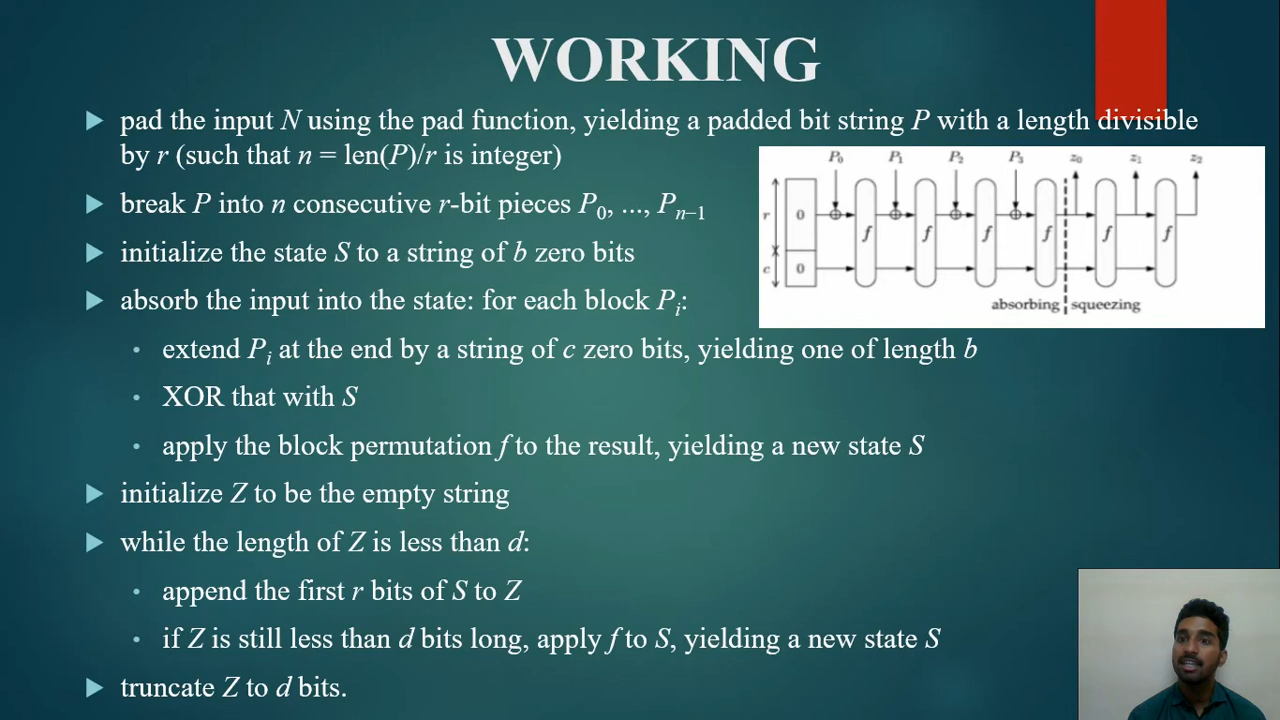 WORKING
pad the input N using the pad function, yielding a padded bit string P with a length divisible
by r (such that n = len(P)/r is integer)
break P into n consecutive r-bit pieces P0, ..., Pn−1
initialize the state S to a string of b zero bits
absorb the input into the state: for each block Pi:
extend Pi at the end by a string of c zero bits, yielding one of length b
XOR that with S
apply the block permutation f to the result, yielding a new state S
initialize Z to be the empty string
while the length of Z is less than d:
append the first r bits of S to Z
if Z is still less than d bits long, apply f to S, yielding a new state S
truncate Z to d bits.
P0 P1 P2 P3 z0 z1 z2
r 0
f f f f f f
c 0
absorbing squeezing